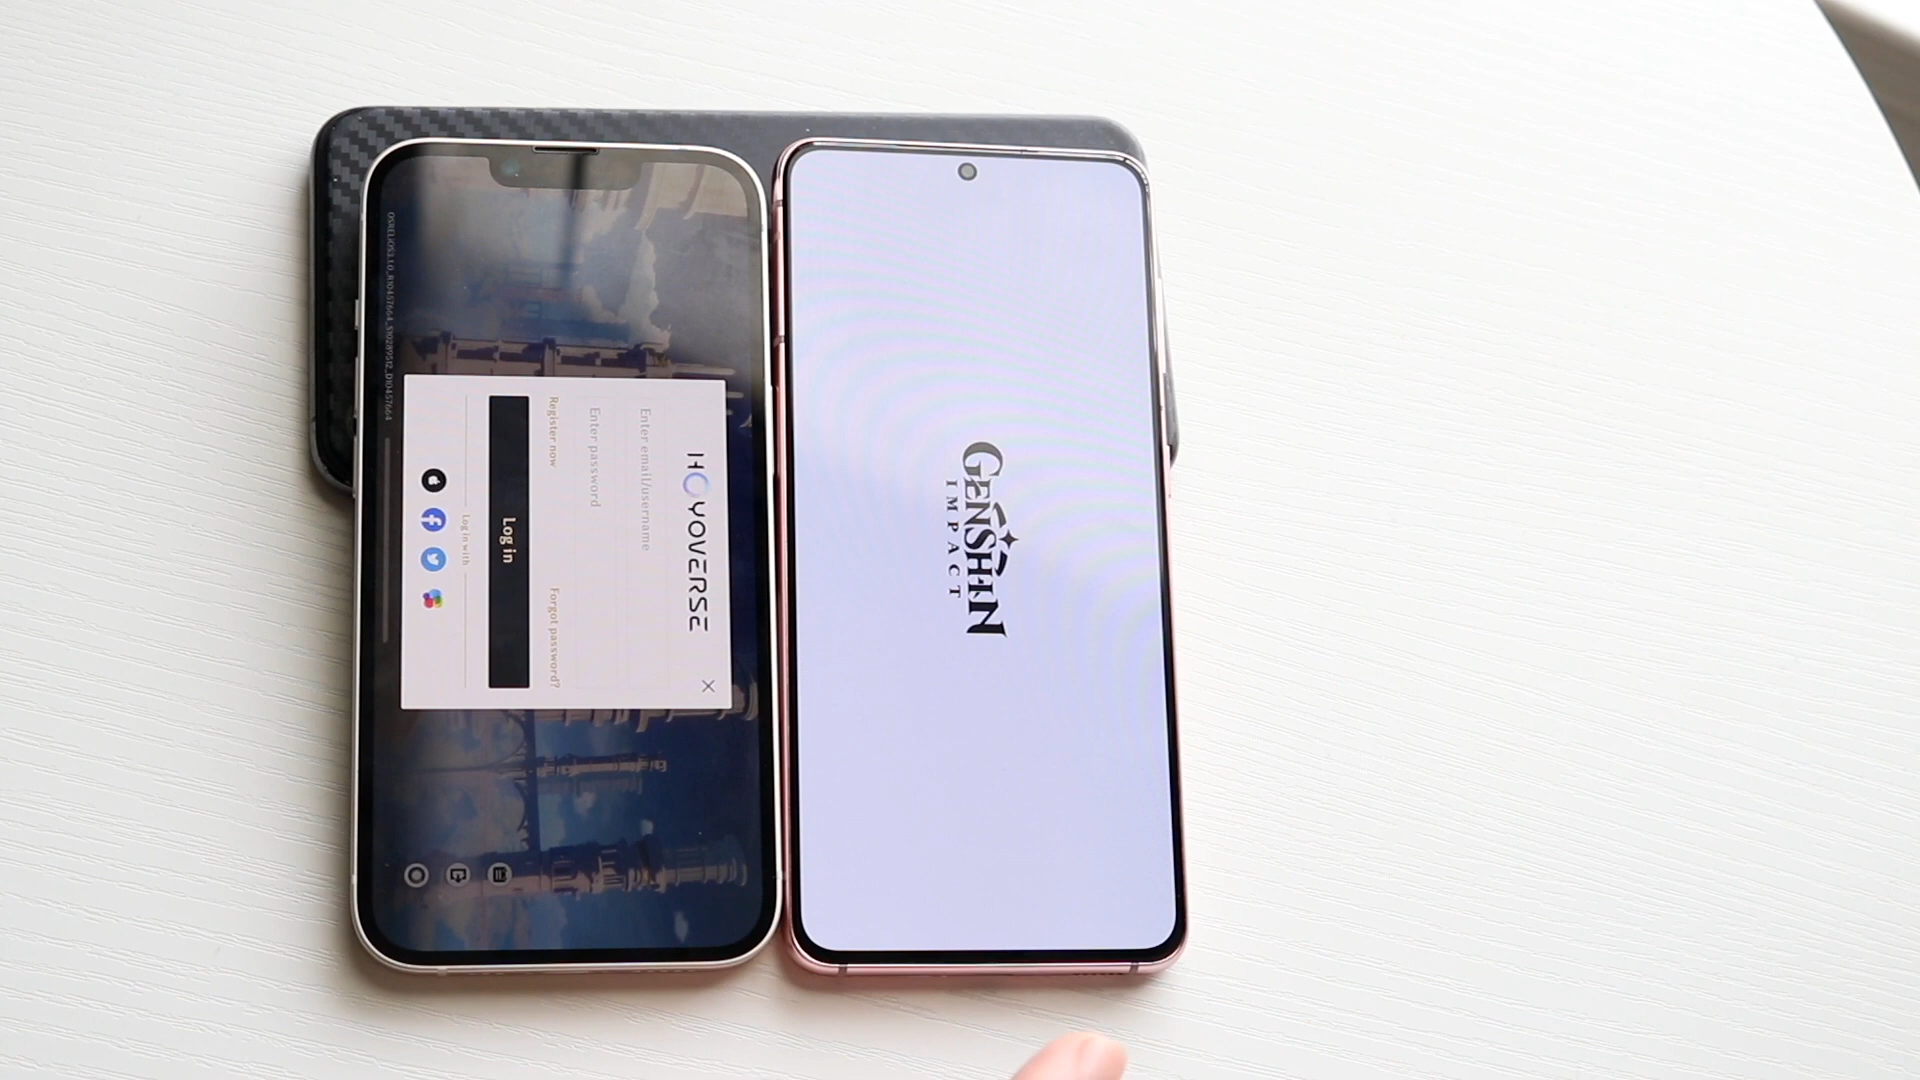 HOYOVERSE
Enter email/username
Enter password
Register now
Forgot password?
Log in
Log in with
GENSHIN
IMPACT